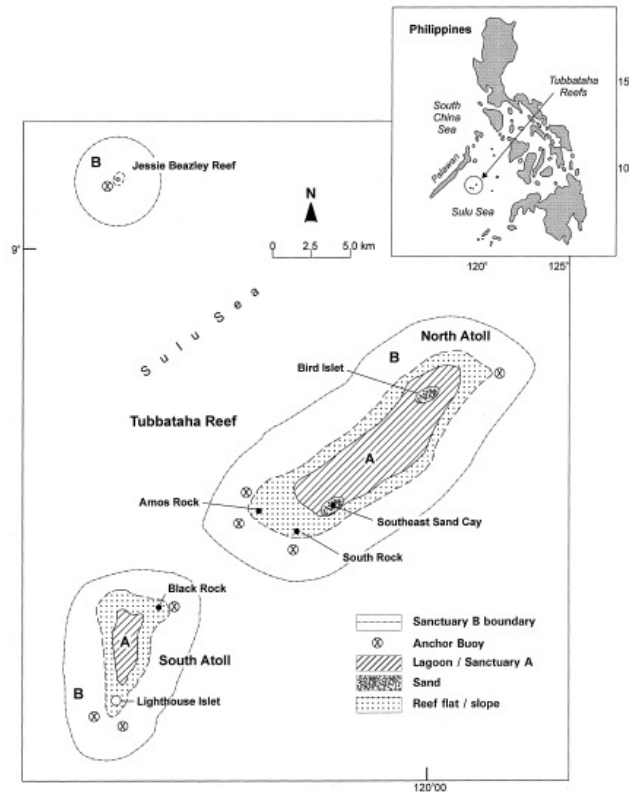 Philippines
Tubbataha
Reefs
South
China
Sea
Palawan
Sulu Sea
15
10
120°
125°
B
Jessie Beazley Reef
N
0 2.5 5.0 km
9°
Sulu Sea
North Atoll
B
Bird Islet
Tubbataha Reef
A
Amos Rock
Southeast Sand Cay
South Rock
Black Rock
A
South Atoll
B
Lighthouse Islet
Sanctuary B boundary
Anchor Buoy
Lagoon / Sanctuary A
Sand
Reef flat / slope
120°00